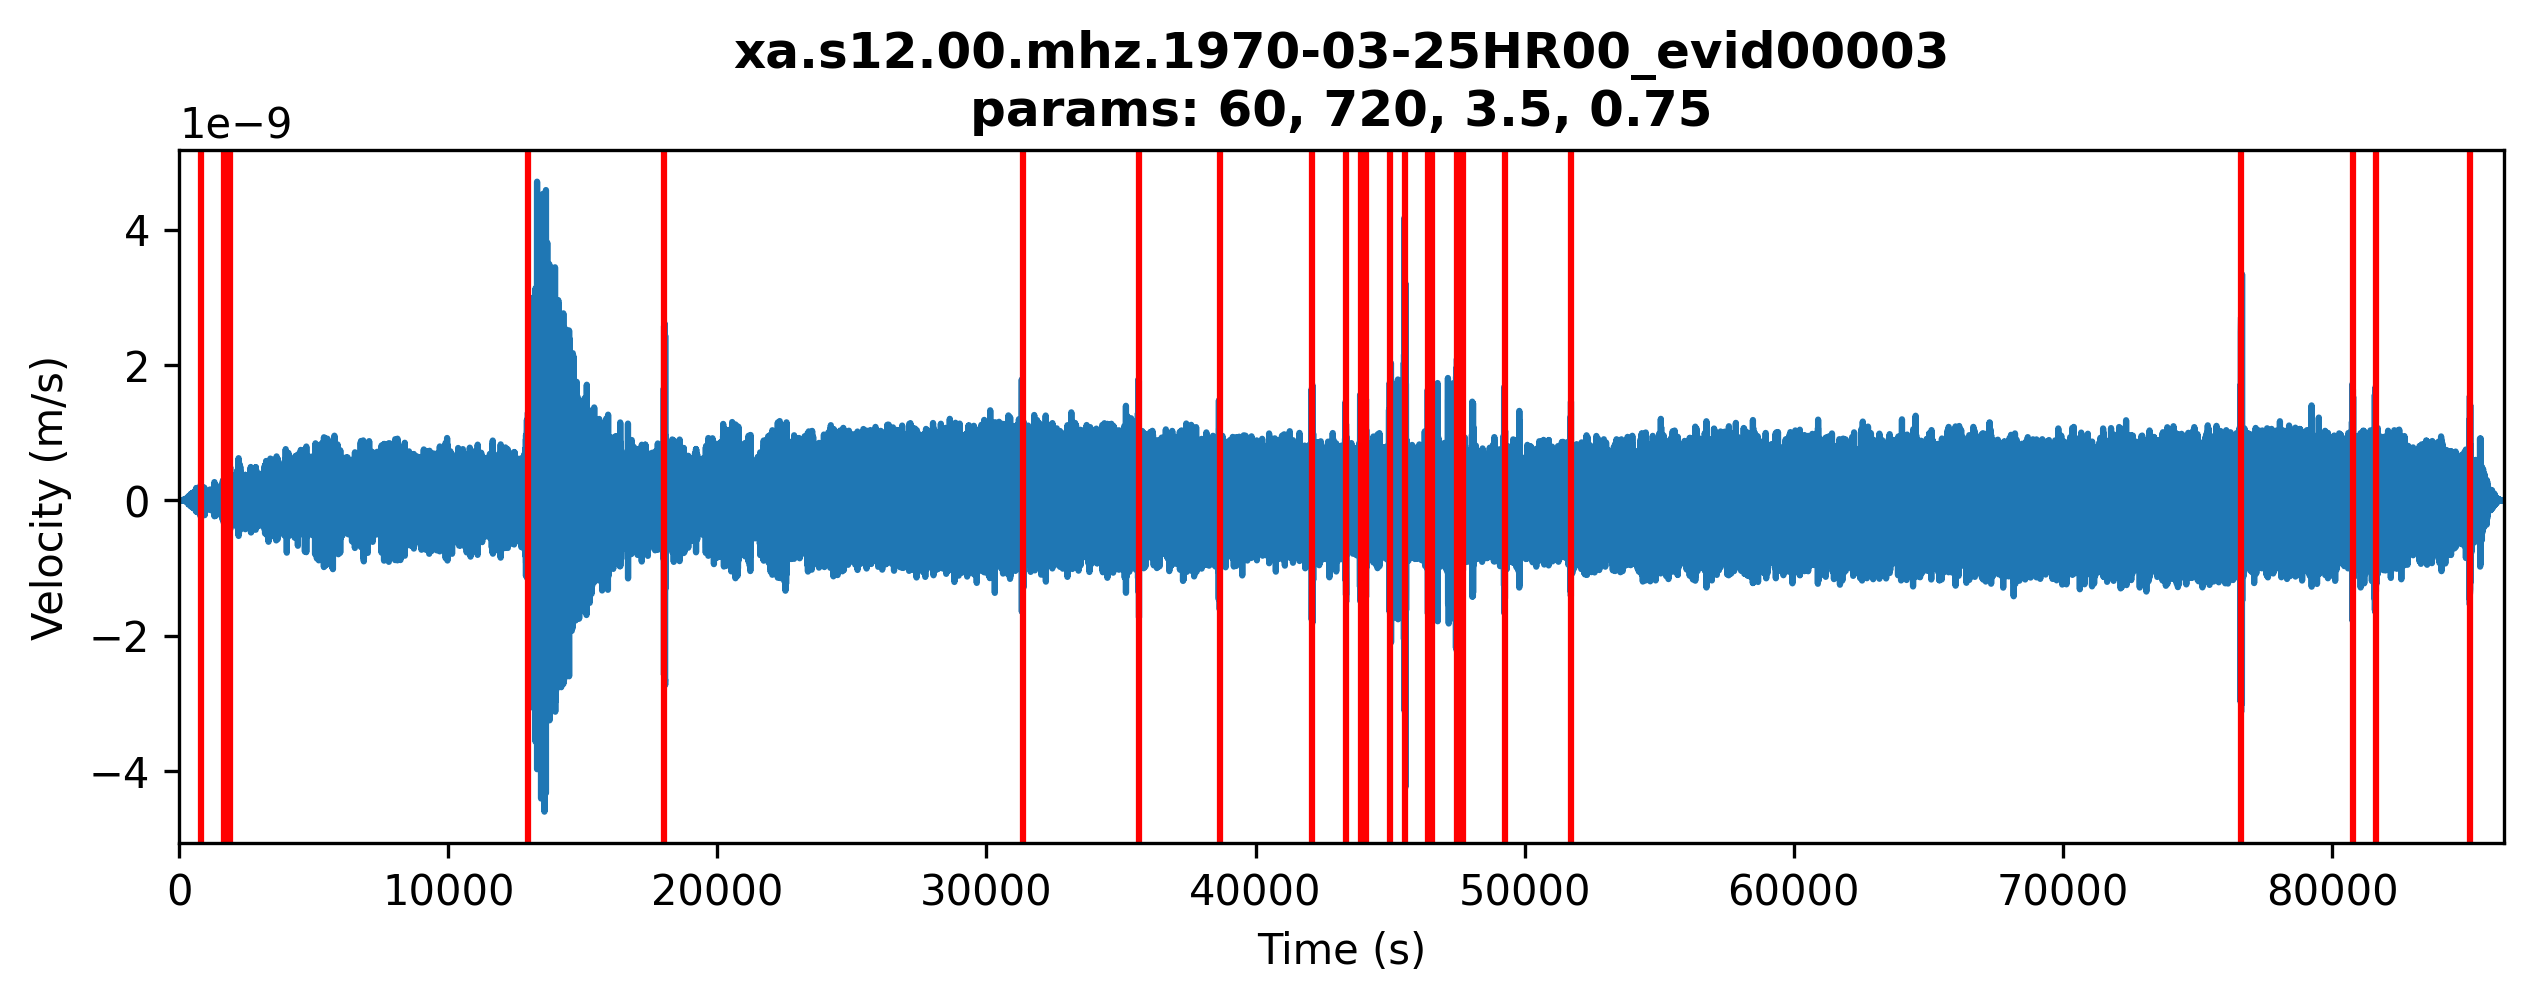 xa.s12.00.mhz.1970-03-25HR00_evid00003
params: 60, 720, 3.5, 0.75
1e−9
4
2
0
−2
−4
Velocity (m/s)
0 10000 20000 30000 40000 50000 60000 70000 80000
Time (s)